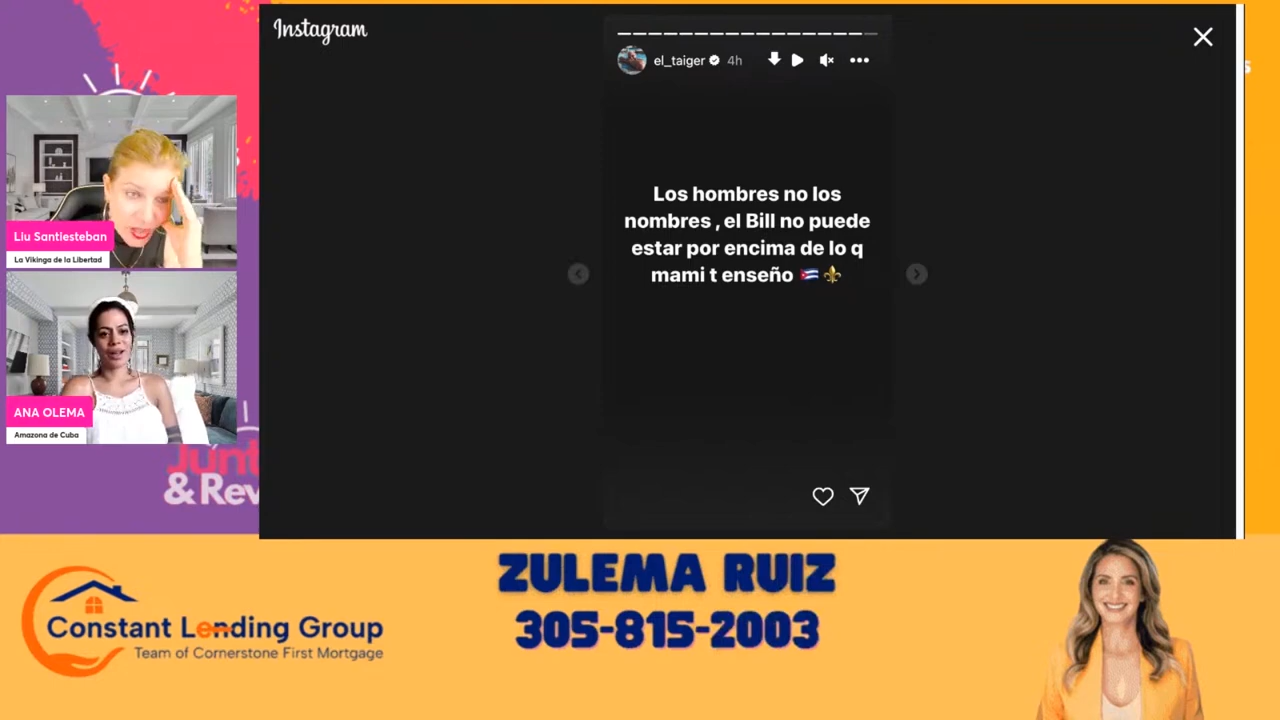 Instagram
el_taiger 4h
Los hombres no los
nombres , el Bill no puede
estar por encima de lo q
mami t enseño 🇨🇺⚜️
Liu Santiesteban
La Vikinga de la Libertad
ANA OLEMA
Amazona de Cuba
Junt
& Rev
Constant Lending Group
Team of Cornerstone First Mortgage
ZULEMA RUIZ
305-815-2003